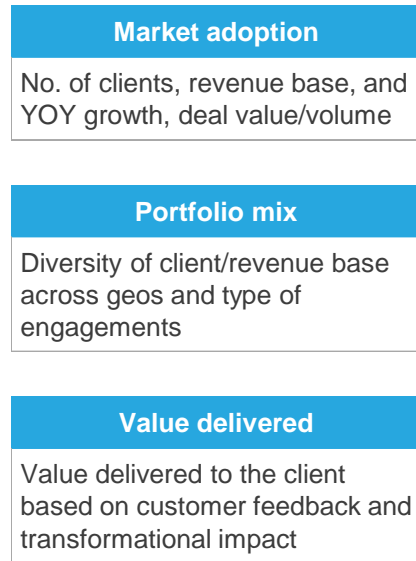 Market adoption
No. of clients, revenue base, and
YOY growth, deal value/volume
Portfolio mix
Diversity of client/revenue base
across geos and type of
engagements
Value delivered
Value delivered to the client
based on customer feedback and
transformational impact